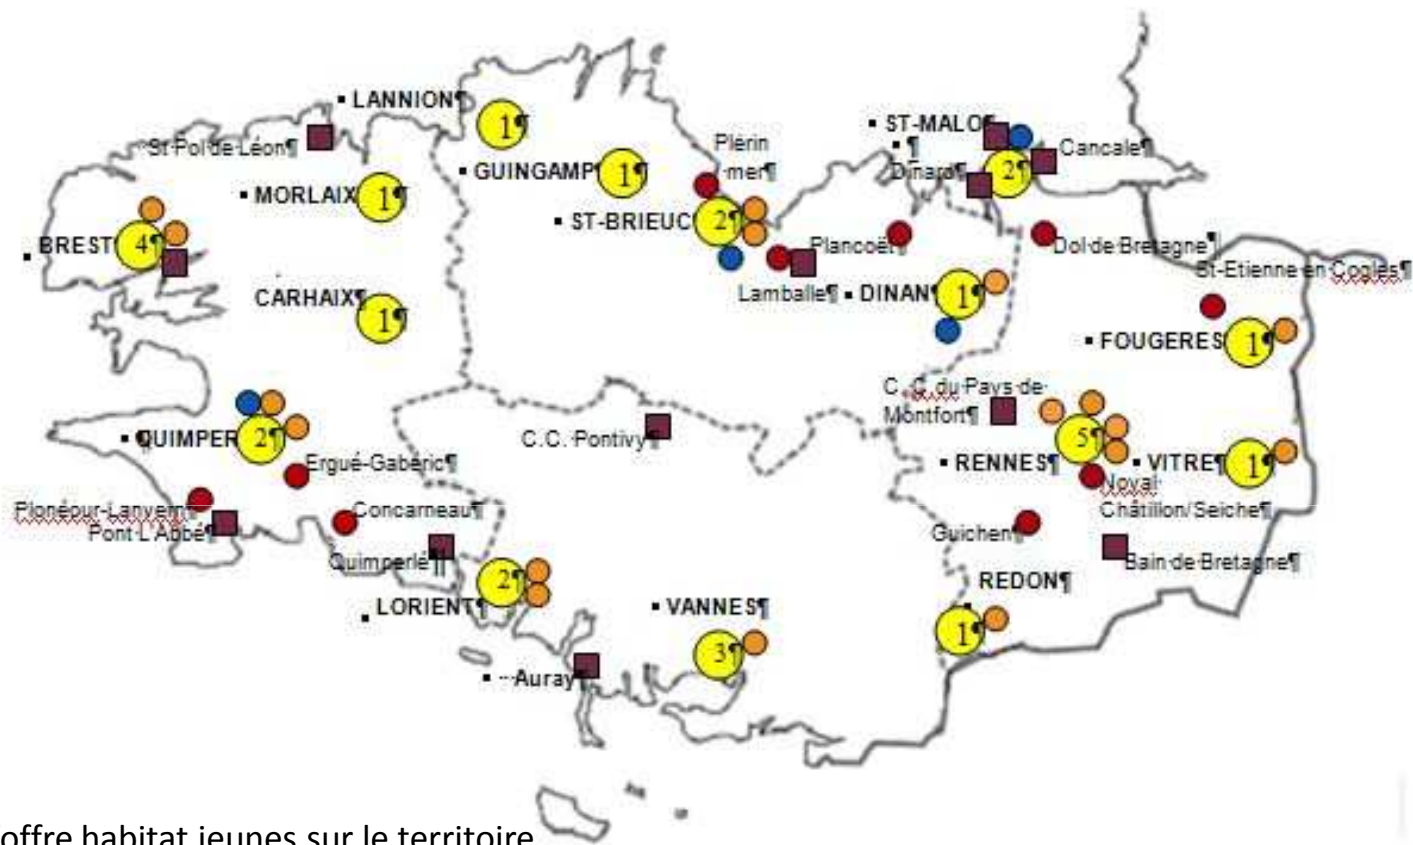 LANNION¶
St Pol de Léon¶
1¶
ST-MALO¶
¶
Plérin
mer¶
Cancale¶
Dinard¶
2¶
GUINGAMP¶
1¶
MORLAIX
1¶
ST-BRIEUC
2¶
Plancoët¶
Dol·de·Bretagne¶
BREST
4¶
St-Etienne·en·Cogles¶
CARHAIX¶
1¶
Lamballe¶
DINAN¶
1¶
FOUGERES
1¶
C.·C.·du·Pays·de·
Montfort¶
C.C.·Pontivy¶
QUIMPER
¶
2¶
5¶
RENNES¶
VITRE¶
1¶
Ergué-Gabéric¶
Noyal·
Châtillon/Seiche¶
Plonéour-Lanvern¶
Concarneau¶
Pont·L'Abbé¶
Guichen¶
Quimperlé¶
Bain·de·Bretagne¶
2¶
REDON¶
LORIENT¶
VANNES¶
1¶
3¶
Auray¶
offre habitat jeunes sur le territoire